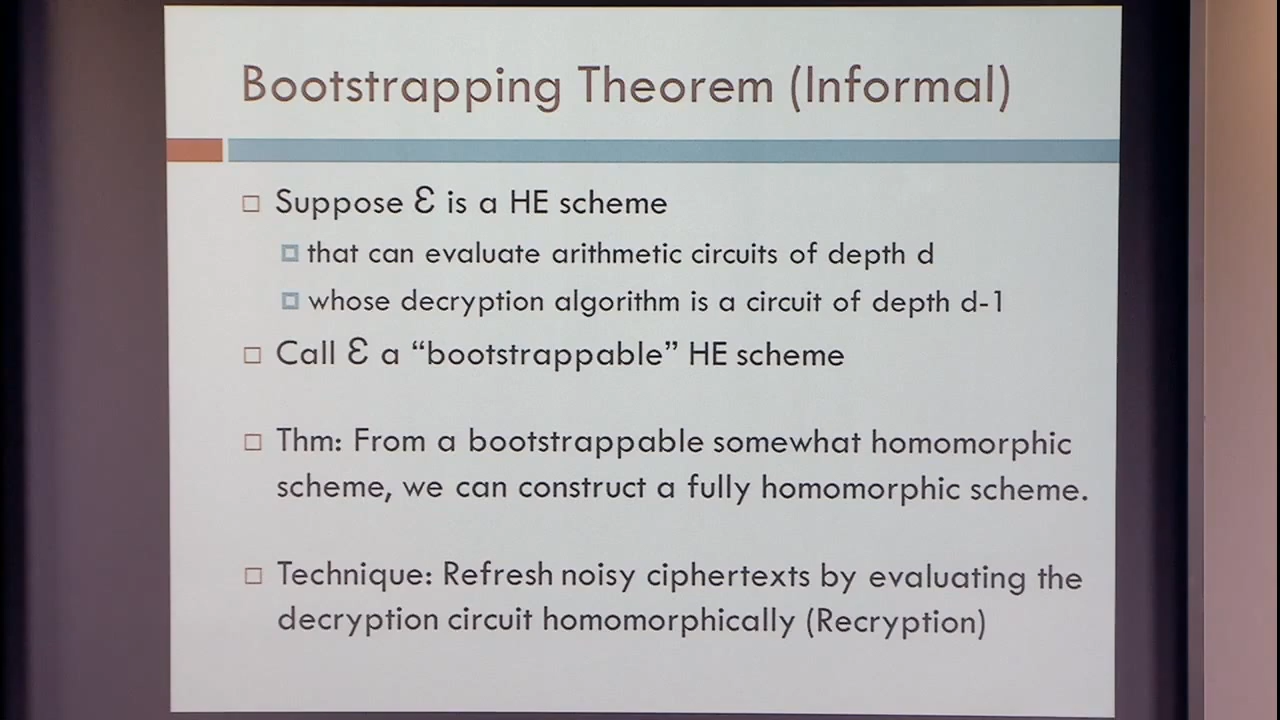 Bootstrapping Theorem (Informal)
Suppose Ɛ is a HE scheme
that can evaluate arithmetic circuits of depth d
whose decryption algorithm is a circuit of depth d-1
Call Ɛ a “bootstrappable” HE scheme
Thm: From a bootstrappable somewhat homomorphic
scheme, we can construct a fully homomorphic scheme.
Technique: Refresh noisy ciphertexts by evaluating the
decryption circuit homomorphically (Recryption)